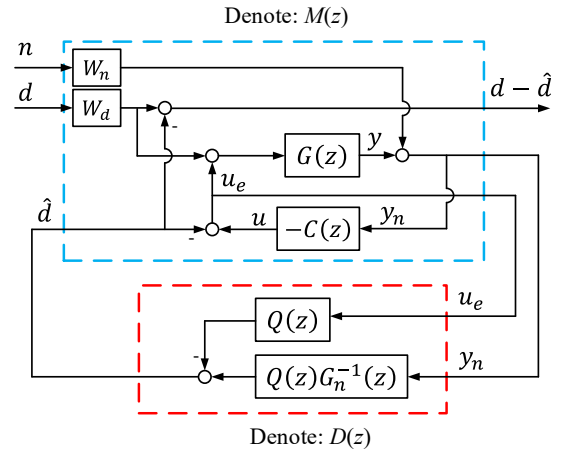 Denote: M(z)
n
W_n
d
W_d
d − d̂
-
G(z)
y
u_e
d̂
u
-
−C(z)
y_n
Q(z)
u_e
-
Q(z)G_n^{-1}(z)
y_n
Denote: D(z)